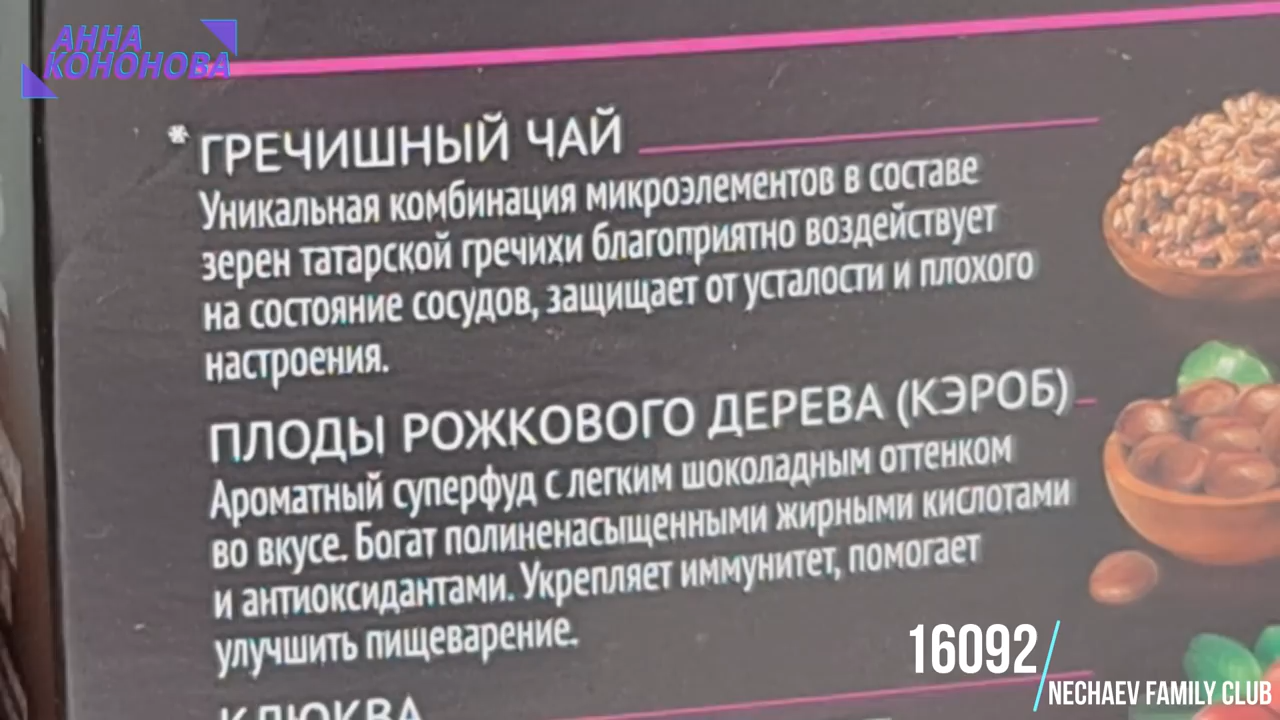 АННА
КОНОНОВА
* ГРЕЧИШНЫЙ ЧАЙ
Уникальная комбинация микроэлементов в составе
зерен татарской гречихи благоприятно воздействует
на состояние сосудов, защищает от усталости и плохого
настроения.
ПЛОДЫ РОЖКОВОГО ДЕРЕВА (КЭРОБ)
Ароматный суперфуд с легким шоколадным оттенком
во вкусе. Богат полиненасыщенными жирными кислотами
и антиоксидантами. Укрепляет иммунитет, помогает
улучшить пищеварение.
КЛЮКВА
16092
NECHAEV FAMILY CLUB